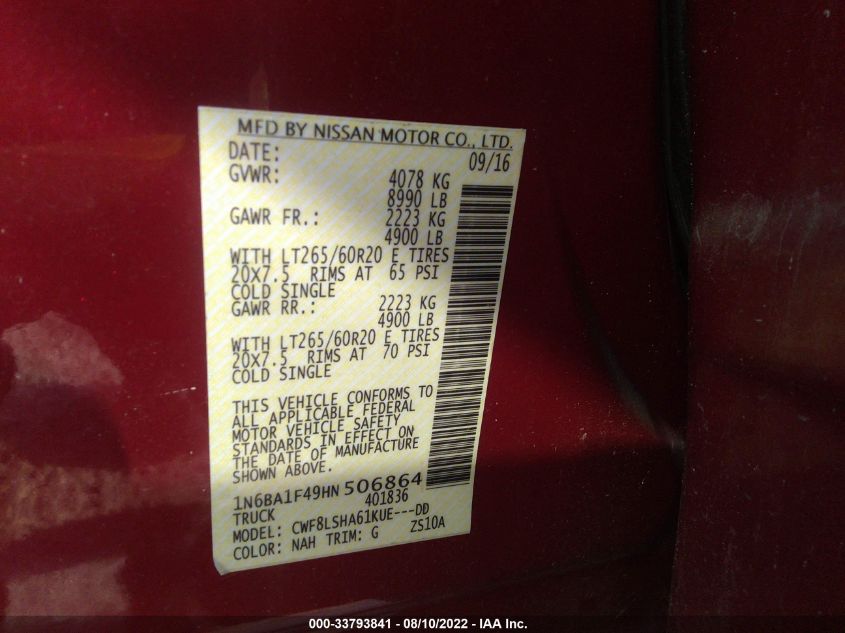 MFD BY NISSAN MOTOR CO., LTD.
DATE: 09/16
GVWR: 4078 KG
8990 LB
GAWR FR.: 2223 KG
4900 LB
WITH LT265/60R20 E TIRES
20X7.5 RIMS AT 65 PSI
COLD SINGLE
GAWR RR.: 2223 KG
4900 LB
WITH LT265/60R20 E TIRES
20X7.5 RIMS AT 70 PSI
COLD SINGLE
THIS VEHICLE CONFORMS TO
ALL APPLICABLE FEDERAL
MOTOR VEHICLE SAFETY
STANDARDS IN EFFECT ON
THE DATE OF MANUFACTURE
SHOWN ABOVE.
1N6BA1F49HN 506864
TRUCK 401836
MODEL: CWF8LSHA61KUE---DD
COLOR: NAH TRIM: G ZS10A
000-33793841 - 08/10/2022 - IAA Inc.